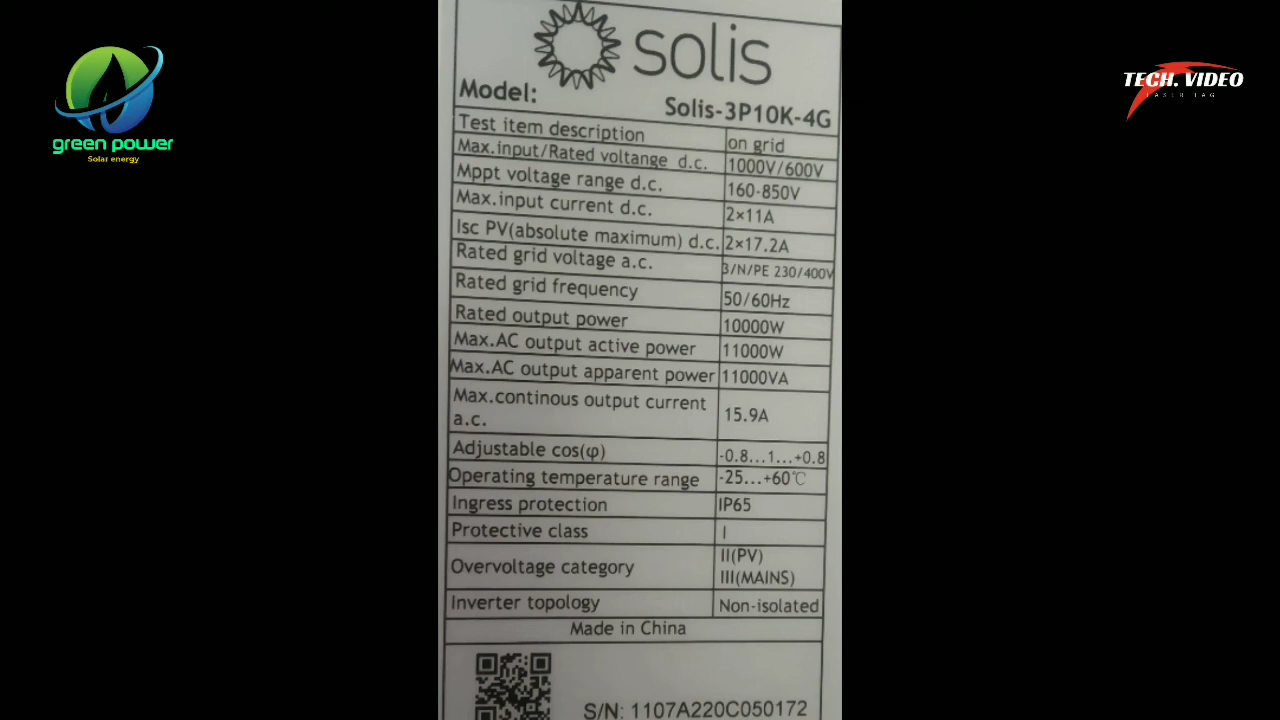 green power
Solar energy
TECH. VIDEO
LASER TAG
solis
Model: Solis-3P10K-4G
Test item description on grid
Max.input/Rated voltange d.c. 1000V/600V
Mppt voltage range d.c. 160-850V
Max.input current d.c. 2×11A
Isc PV(absolute maximum) d.c. 2×17.2A
Rated grid voltage a.c. 3/N/PE 230/400V
Rated grid frequency 50/60Hz
Rated output power 10000W
Max.AC output active power 11000W
Max.AC output apparent power 11000VA
Max.continous output current
a.c. 15.9A
Adjustable cos(φ) -0.8...1...+0.8
Operating temperature range -25...+60℃
Ingress protection IP65
Protective class I
Overvoltage category II(PV)
III(MAINS)
Inverter topology Non-isolated
Made in China
S/N: 1107A220C050172